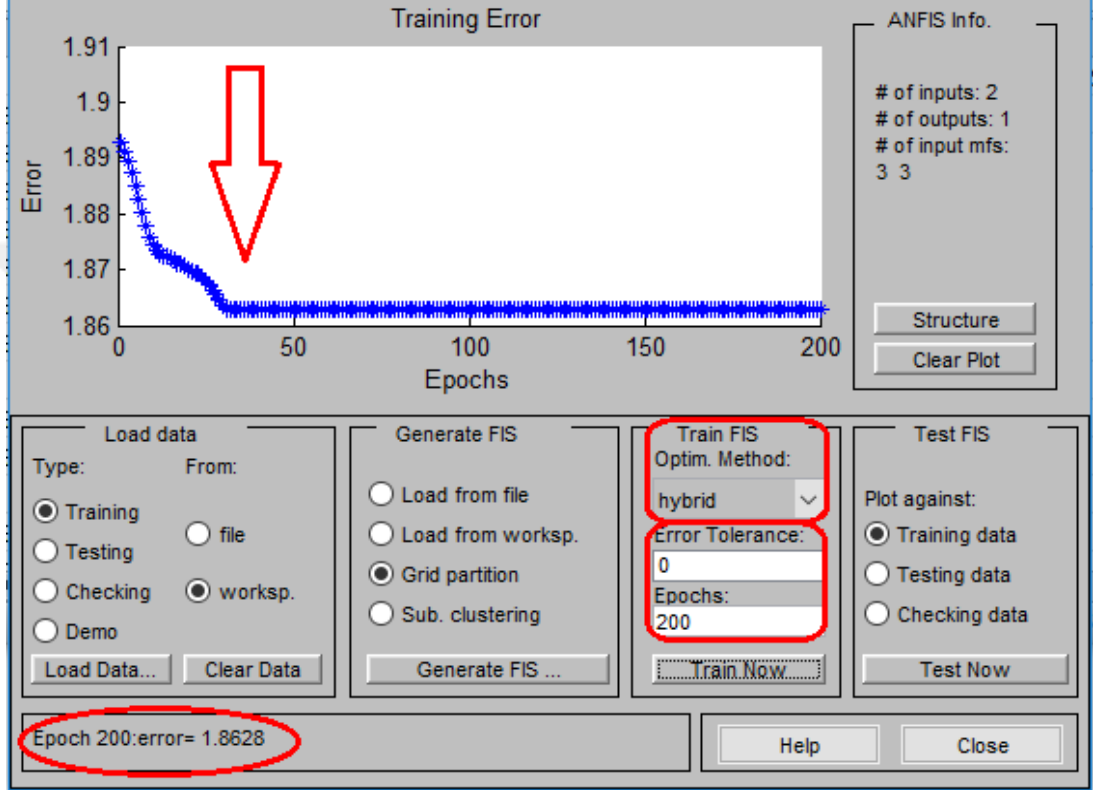 Training Error
1.91
1.9
1.89
1.88
1.87
1.86
Error
0
50
100
150
200
Epochs
ANFIS Info.
# of inputs: 2
# of outputs: 1
# of input mfs:
3 3
Structure
Clear Plot
Load data
Type:
From:
Training
Testing
Checking
Demo
file
worksp.
Load Data...
Clear Data
Generate FIS
Load from file
Load from worksp.
Grid partition
Sub. clustering
Generate FIS ...
Train FIS
Optim. Method:
hybrid
Error Tolerance:
0
Epochs:
200
Train Now
Test FIS
Plot against:
Training data
Testing data
Checking data
Test Now
Epoch 200:error= 1.8628
Help
Close